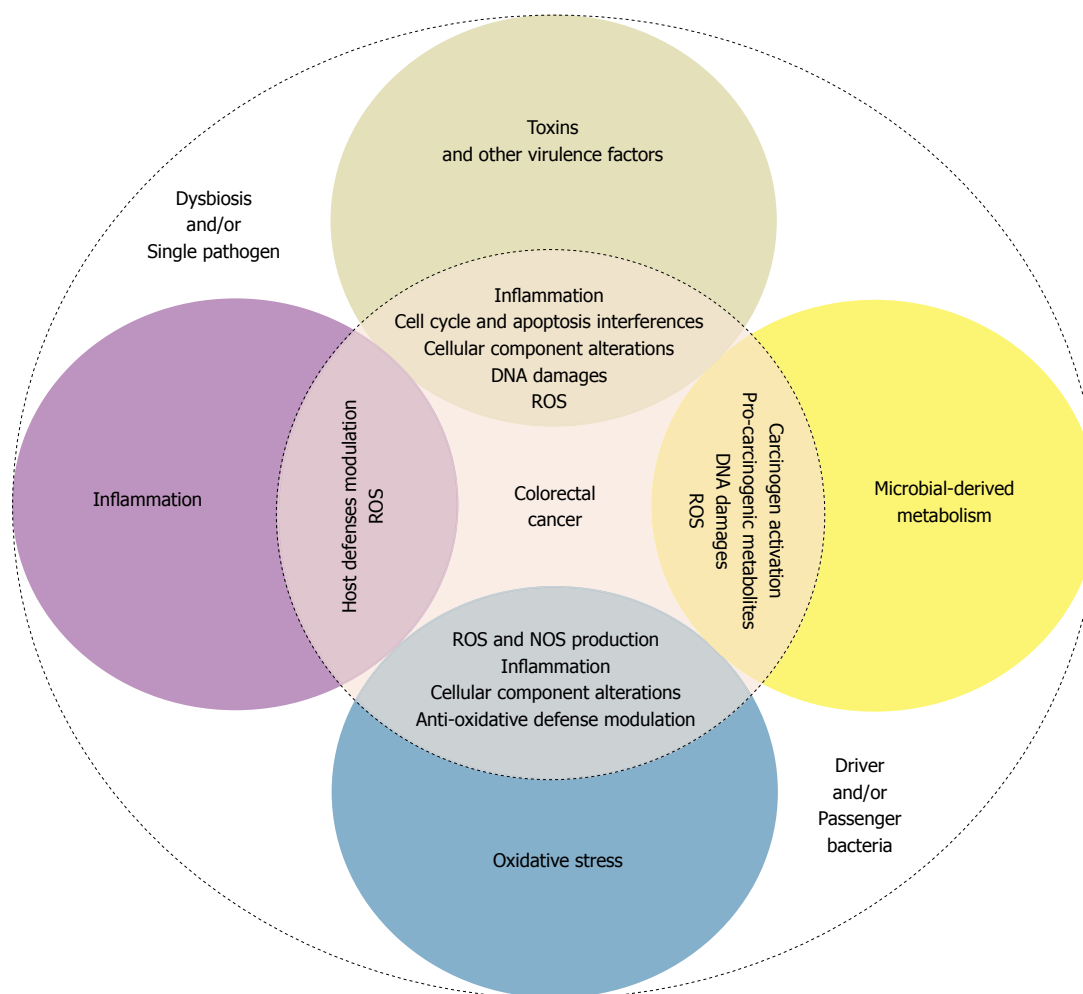 Toxins
and other virulence factors
Dysbiosis
and/or
Single pathogen
Inflammation
Cell cycle and apoptosis interferences
Cellular component alterations
DNA damages
ROS
Inflammation
Host defenses modulation
ROS
Colorectal
cancer
Carcinogen activation
Pro-carcinogenic metabolites
DNA damages
ROS
Microbial-derived
metabolism
ROS and NOS production
Inflammation
Cellular component alterations
Anti-oxidative defense modulation
Driver
and/or
Passenger
bacteria
Oxidative stress